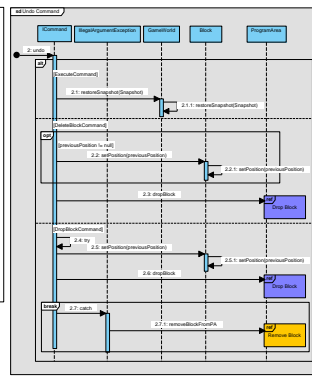 sd Undo Command
ICommand
IllegalArgumentException
GameWorld
Block
ProgramArea
2: undo
alt
[ExecuteCommand]
2.1: restoreSnapshot(Snapshot)
2.1.1: restoreSnapshot(Snapshot)
[DeleteBlockCommand]
opt
[previousPosition != null]
2.2: setPosition(previousPosition)
2.2.1: setPosition(previousPosition)
2.3: dropBlock
ref
Drop Block
[DropBlockCommand]
2.4: try
2.5: setPosition(previousPosition)
2.5.1: setPosition(previousPosition)
2.6: dropBlock
ref
Drop Block
break
2.7: catch
2.7.1: removeBlockFromPA
ref
Remove Block